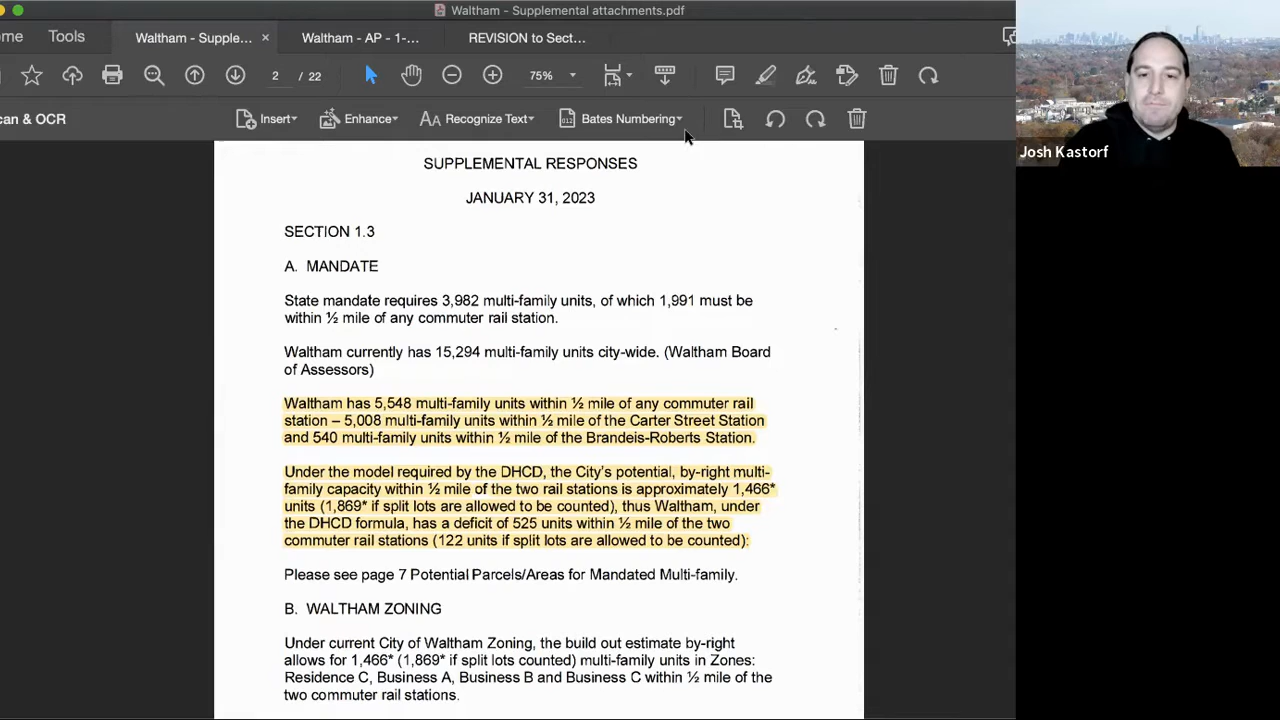 Waltham - Supplemental attachments.pdf
me
Tools
Waltham - Supple... ×
Waltham - AP - 1-...
REVISION to Sect...
2 / 22
75%
can & OCR
Insert
Enhance
Recognize Text
Bates Numbering
SUPPLEMENTAL RESPONSES
JANUARY 31, 2023
SECTION 1.3
A. MANDATE
State mandate requires 3,982 multi-family units, of which 1,991 must be
within ½ mile of any commuter rail station.
Waltham currently has 15,294 multi-family units city-wide. (Waltham Board
of Assessors)
Waltham has 5,548 multi-family units within ½ mile of any commuter rail
station – 5,008 multi-family units within ½ mile of the Carter Street Station
and 540 multi-family units within ½ mile of the Brandeis-Roberts Station.
Under the model required by the DHCD, the City's potential, by-right multi-
family capacity within ½ mile of the two rail stations is approximately 1,466*
units (1,869* if split lots are allowed to be counted), thus Waltham, under
the DHCD formula, has a deficit of 525 units within ½ mile of the two
commuter rail stations (122 units if split lots are allowed to be counted):
Please see page 7 Potential Parcels/Areas for Mandated Multi-family.
B. WALTHAM ZONING
Under current City of Waltham Zoning, the build out estimate by-right
allows for 1,466* (1,869* if split lots counted) multi-family units in Zones:
Residence C, Business A, Business B and Business C within ½ mile of the
two commuter rail stations.
Josh Kastorf